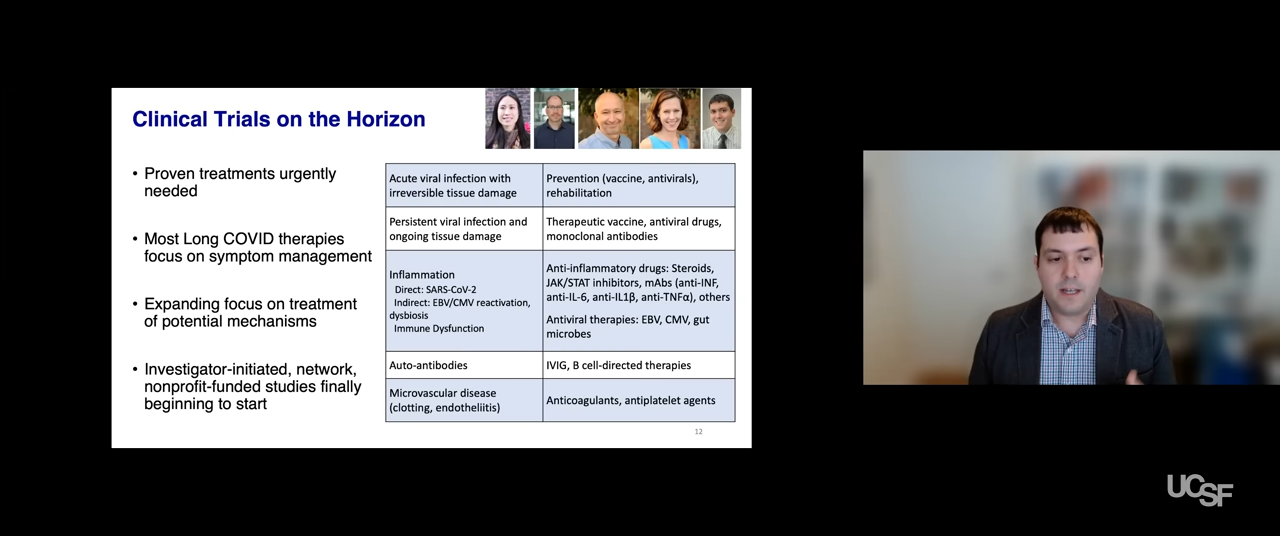 Clinical Trials on the Horizon
• Proven treatments urgently
needed
• Most Long COVID therapies
focus on symptom management
• Expanding focus on treatment
of potential mechanisms
• Investigator-initiated, network,
nonprofit-funded studies finally
beginning to start
Acute viral infection with
irreversible tissue damage
Prevention (vaccine, antivirals),
rehabilitation
Persistent viral infection and
ongoing tissue damage
Therapeutic vaccine, antiviral drugs,
monoclonal antibodies
Inflammation
Direct: SARS-CoV-2
Indirect: EBV/CMV reactivation,
dysbiosis
Immune Dysfunction
Anti-inflammatory drugs: Steroids,
JAK/STAT inhibitors, mAbs (anti-INF,
anti-IL-6, anti-IL1β, anti-TNFα), others
Antiviral therapies: EBV, CMV, gut
microbes
Auto-antibodies
IVIG, B cell-directed therapies
Microvascular disease
(clotting, endotheliitis)
Anticoagulants, antiplatelet agents
12
UCSF